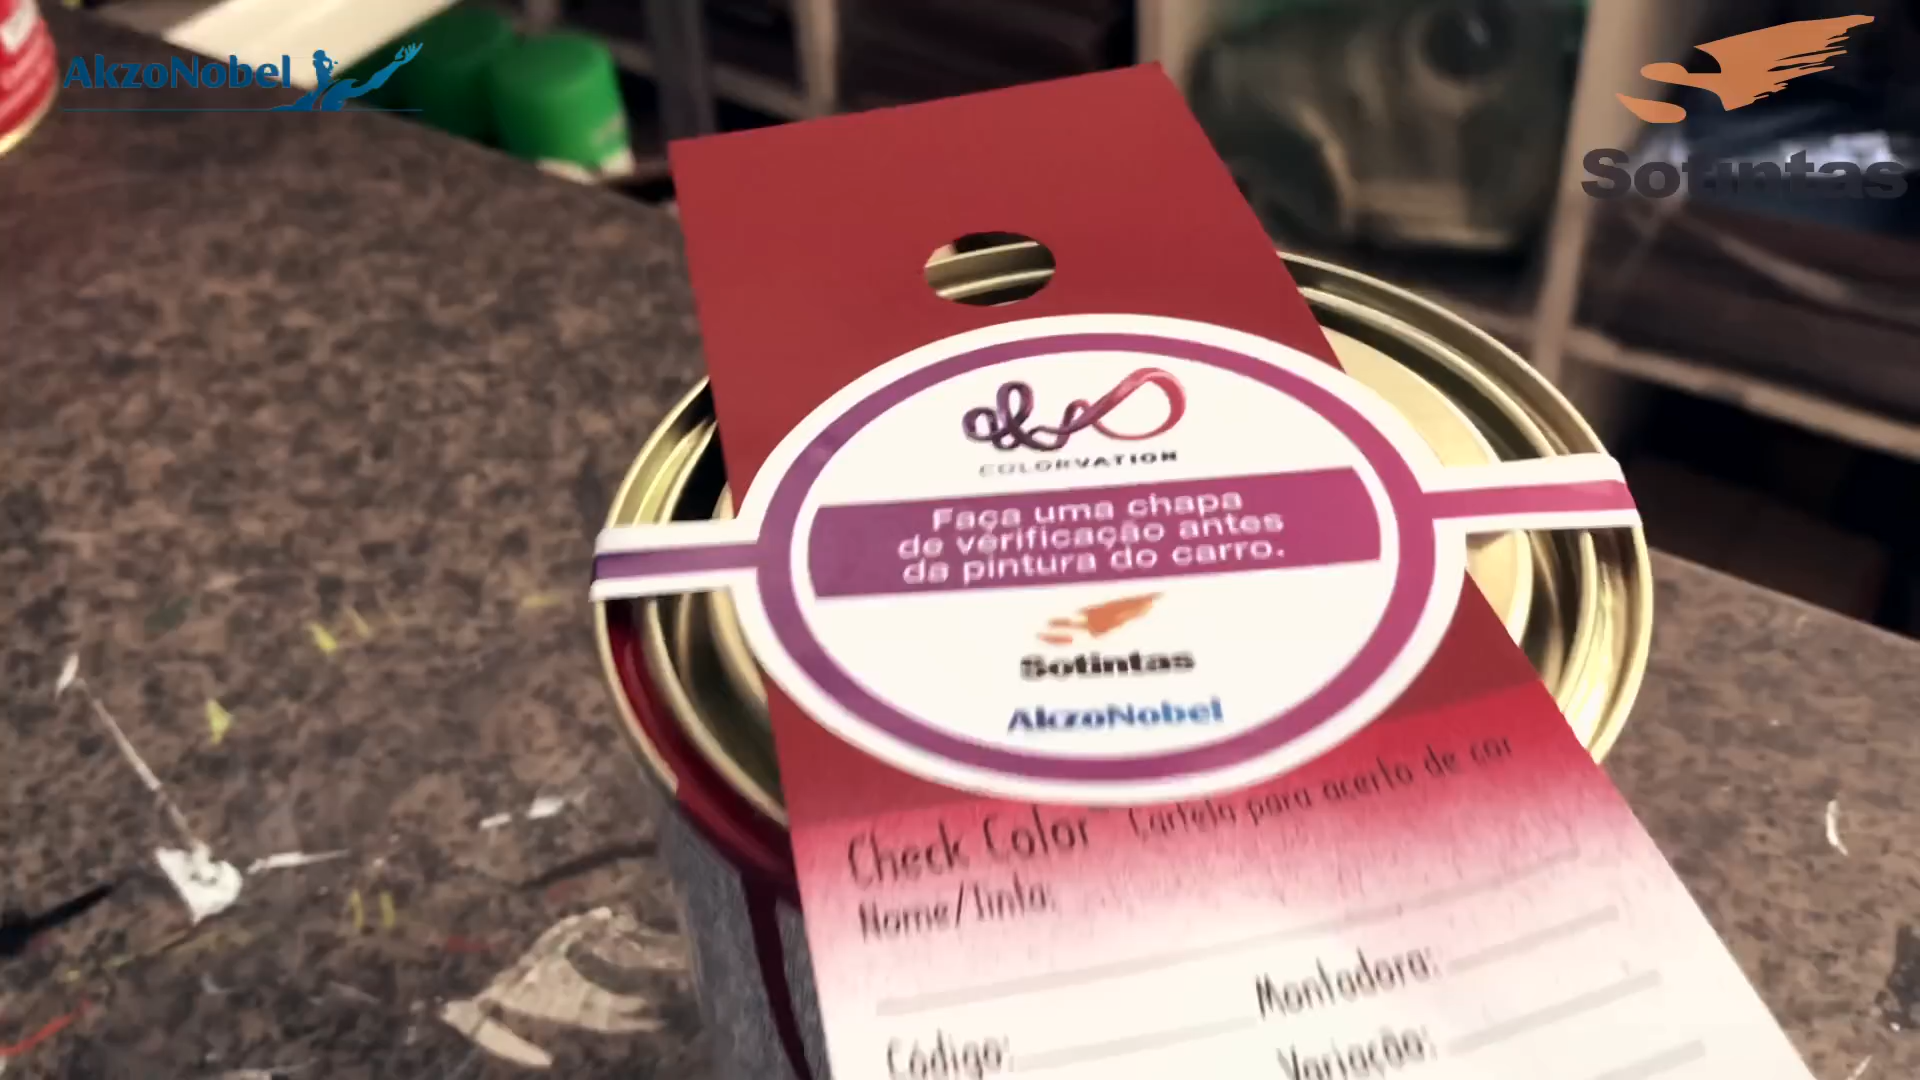 AkzoNobel
Sotintas
COLORVATION
Faça uma chapa
de verificação antes
da pintura do carro.
Sotintas
AkzoNobel
Check Color™ Cartela para acerto de cor
Nome/Tinta:
Montadora:
Código:
Variação: